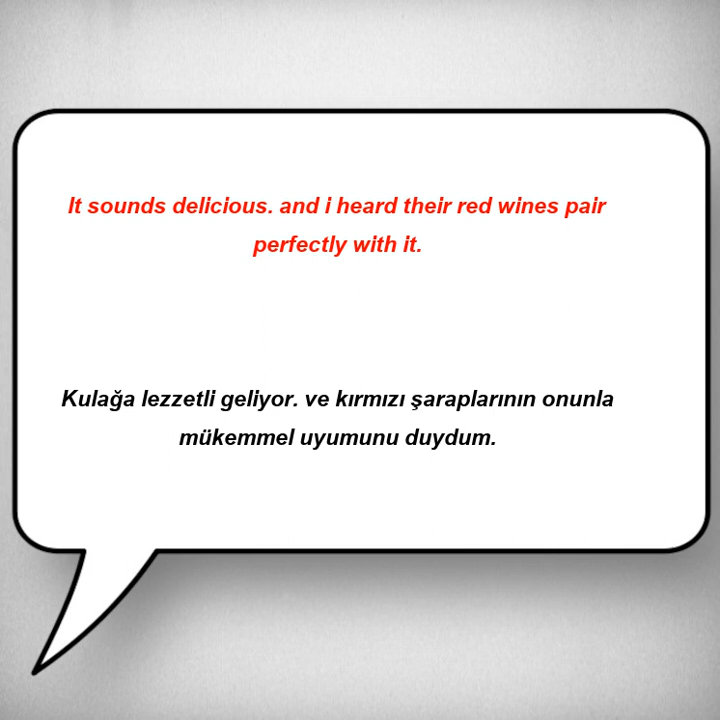 It sounds delicious. and i heard their red wines pair
perfectly with it.
Kulağa lezzetli geliyor. ve kırmızı şaraplarının onunla
mükemmel uyumunu duydum.